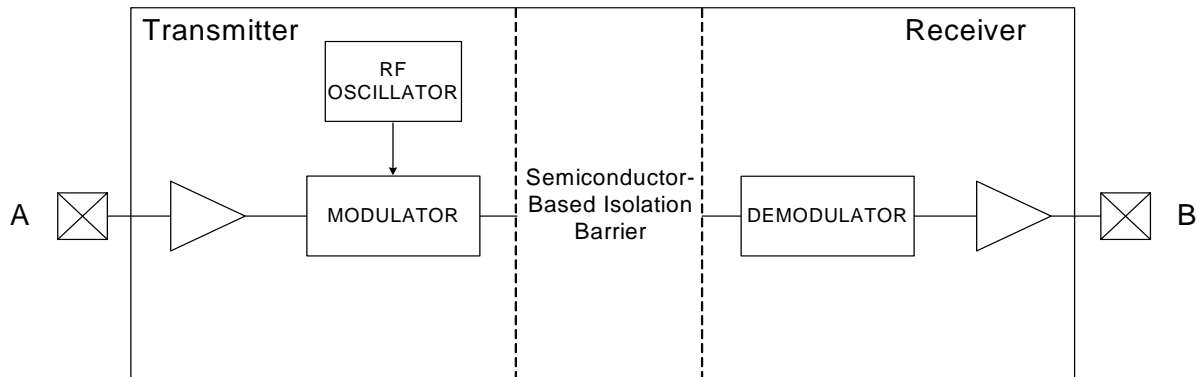 Transmitter
Receiver
RF
OSCILLATOR
A
MODULATOR
Semiconductor-
Based Isolation
Barrier
DEMODULATOR
B